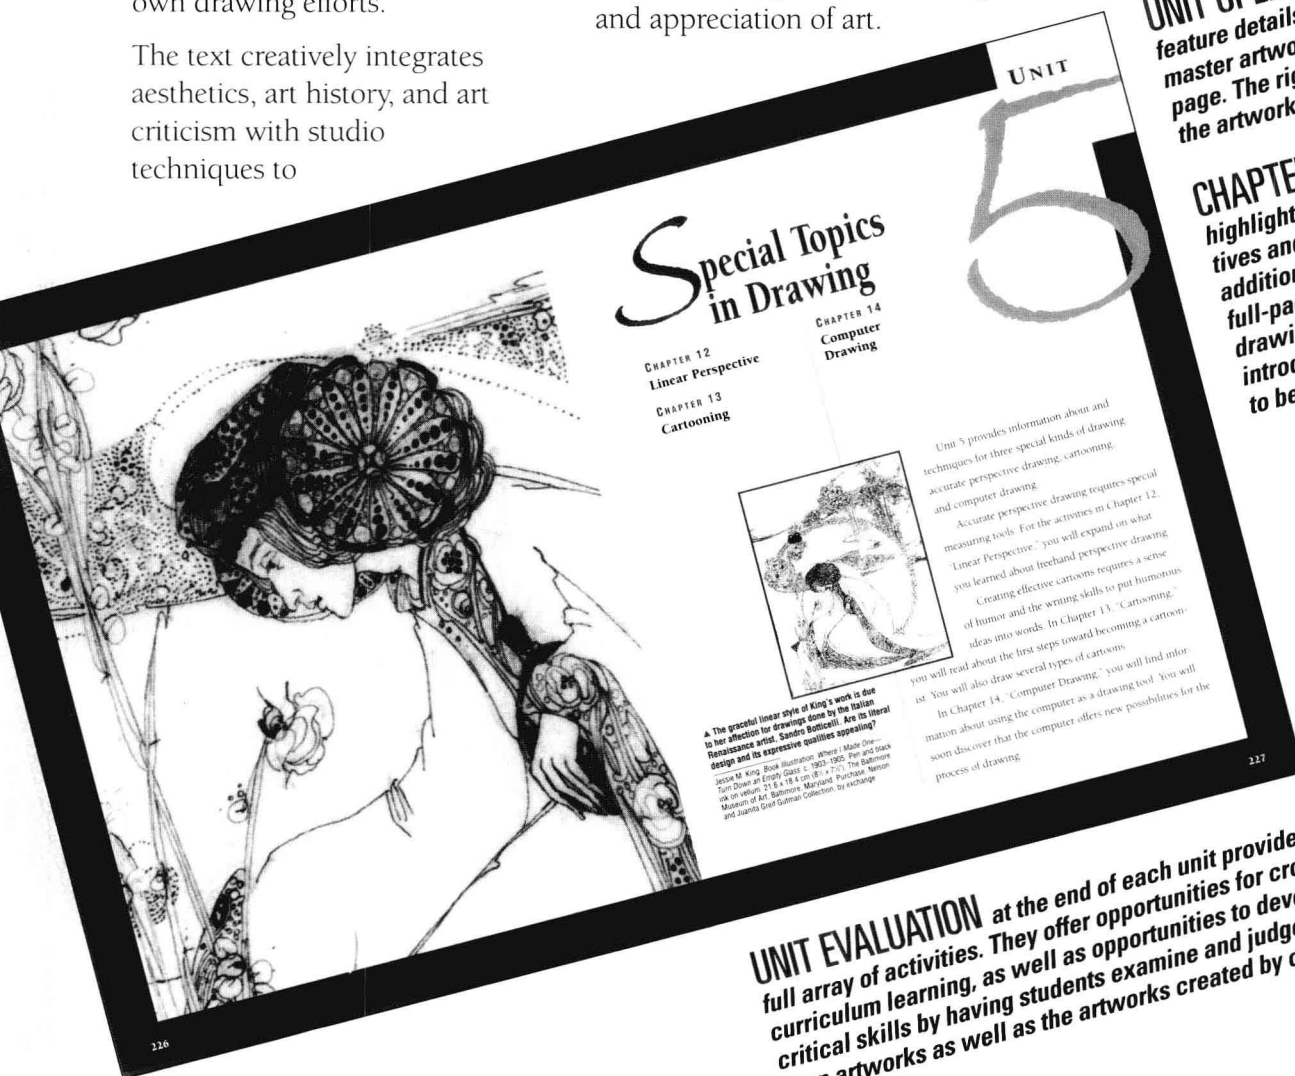 own drawing efforts.
The text creatively integrates
aesthetics, art history, and art
criticism with studio
techniques to
and appreciation of art.
UNIT
5
Special Topics
in Drawing
CHAPTER 12
Linear Perspective
CHAPTER 13
Cartooning
CHAPTER 14
Computer
Drawing
Unit 5 provides information about and
techniques for three special kinds of drawing:
accurate perspective drawing, cartooning,
and computer drawing.
Accurate perspective drawing requires special
measuring tools. For the activities in Chapter 12,
"Linear Perspective," you will expand on what
you learned about freehand perspective drawing.
Creating effective cartoons requires a sense
of humor and the writing skills to put humorous
ideas into words. In Chapter 13, "Cartooning,"
you will read about the first steps toward becoming a cartoon-
ist. You will also draw several types of cartoons.
In Chapter 14, "Computer Drawing," you will find infor-
mation about using the computer as a drawing tool. You will
soon discover that the computer offers new possibilities for the
process of drawing.
▲ The graceful linear style of King's work is due
to her affection for drawings done by the Italian
Renaissance artist, Sandro Botticelli. Are its literal
design and its expressive qualities appealing?
Jessie M. King. Book Illustration. Where I Made One—
Turn Down an Empty Glass. c. 1903–1905. Pen and black
ink on vellum. 21.6 x 18.4 cm (8½ x 7¼"). The Baltimore
Museum of Art, Baltimore, Maryland. Purchase, Nelson
and Juanita Greif Gutman Collection, by exchange.
226
227
feature details
master artwo
page. The rig
the artwork
CHAPTE
highlight
tives and
addition
full-pa
drawi
introd
to be
UNIT EVALUATION at the end of each unit provide
full array of activities. They offer opportunities for cro
curriculum learning, as well as opportunities to deve
critical skills by having students examine and judge
artworks as well as the artworks created by o